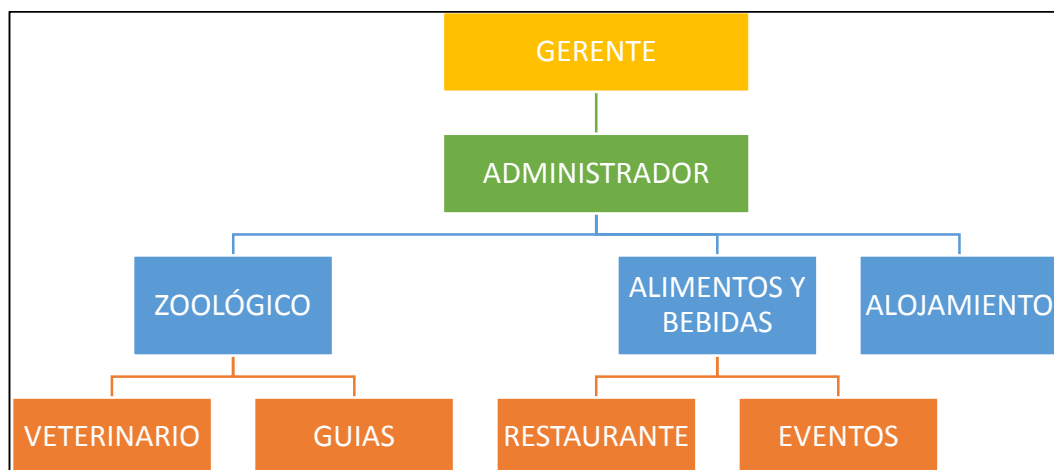 GERENTE
ADMINISTRADOR
ZOOLÓGICO
ALIMENTOS Y
BEBIDAS
ALOJAMIENTO
VETERINARIO
GUIAS
RESTAURANTE
EVENTOS